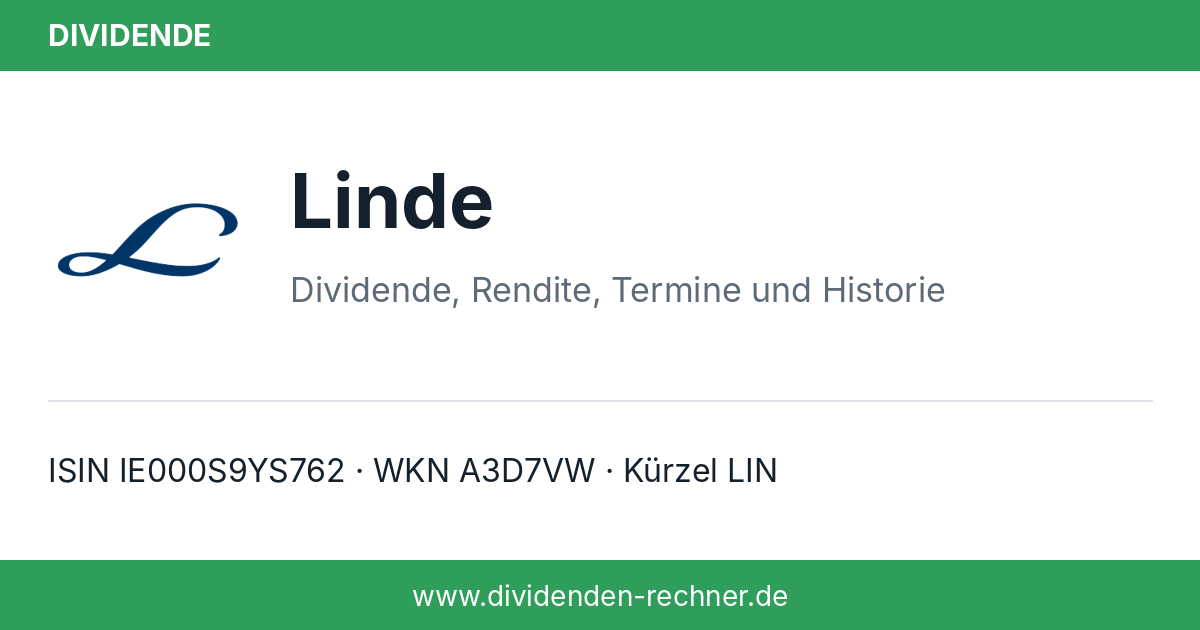 DIVIDENDE
Linde
Dividende, Rendite, Termine und Historie
ISIN IE000S9YS762 · WKN A3D7VW · Kürzel LIN
www.dividenden-rechner.de